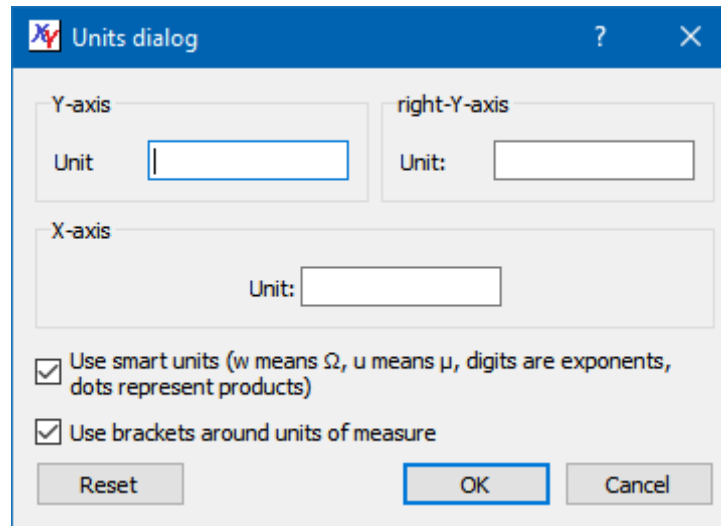 XY Units dialog ?
Y-axis
Unit
right-Y-axis
Unit:
X-axis
Unit:
Use smart units (w means Ω, u means μ, digits are exponents,
dots represent products)
Use brackets around units of measure
Reset OK Cancel